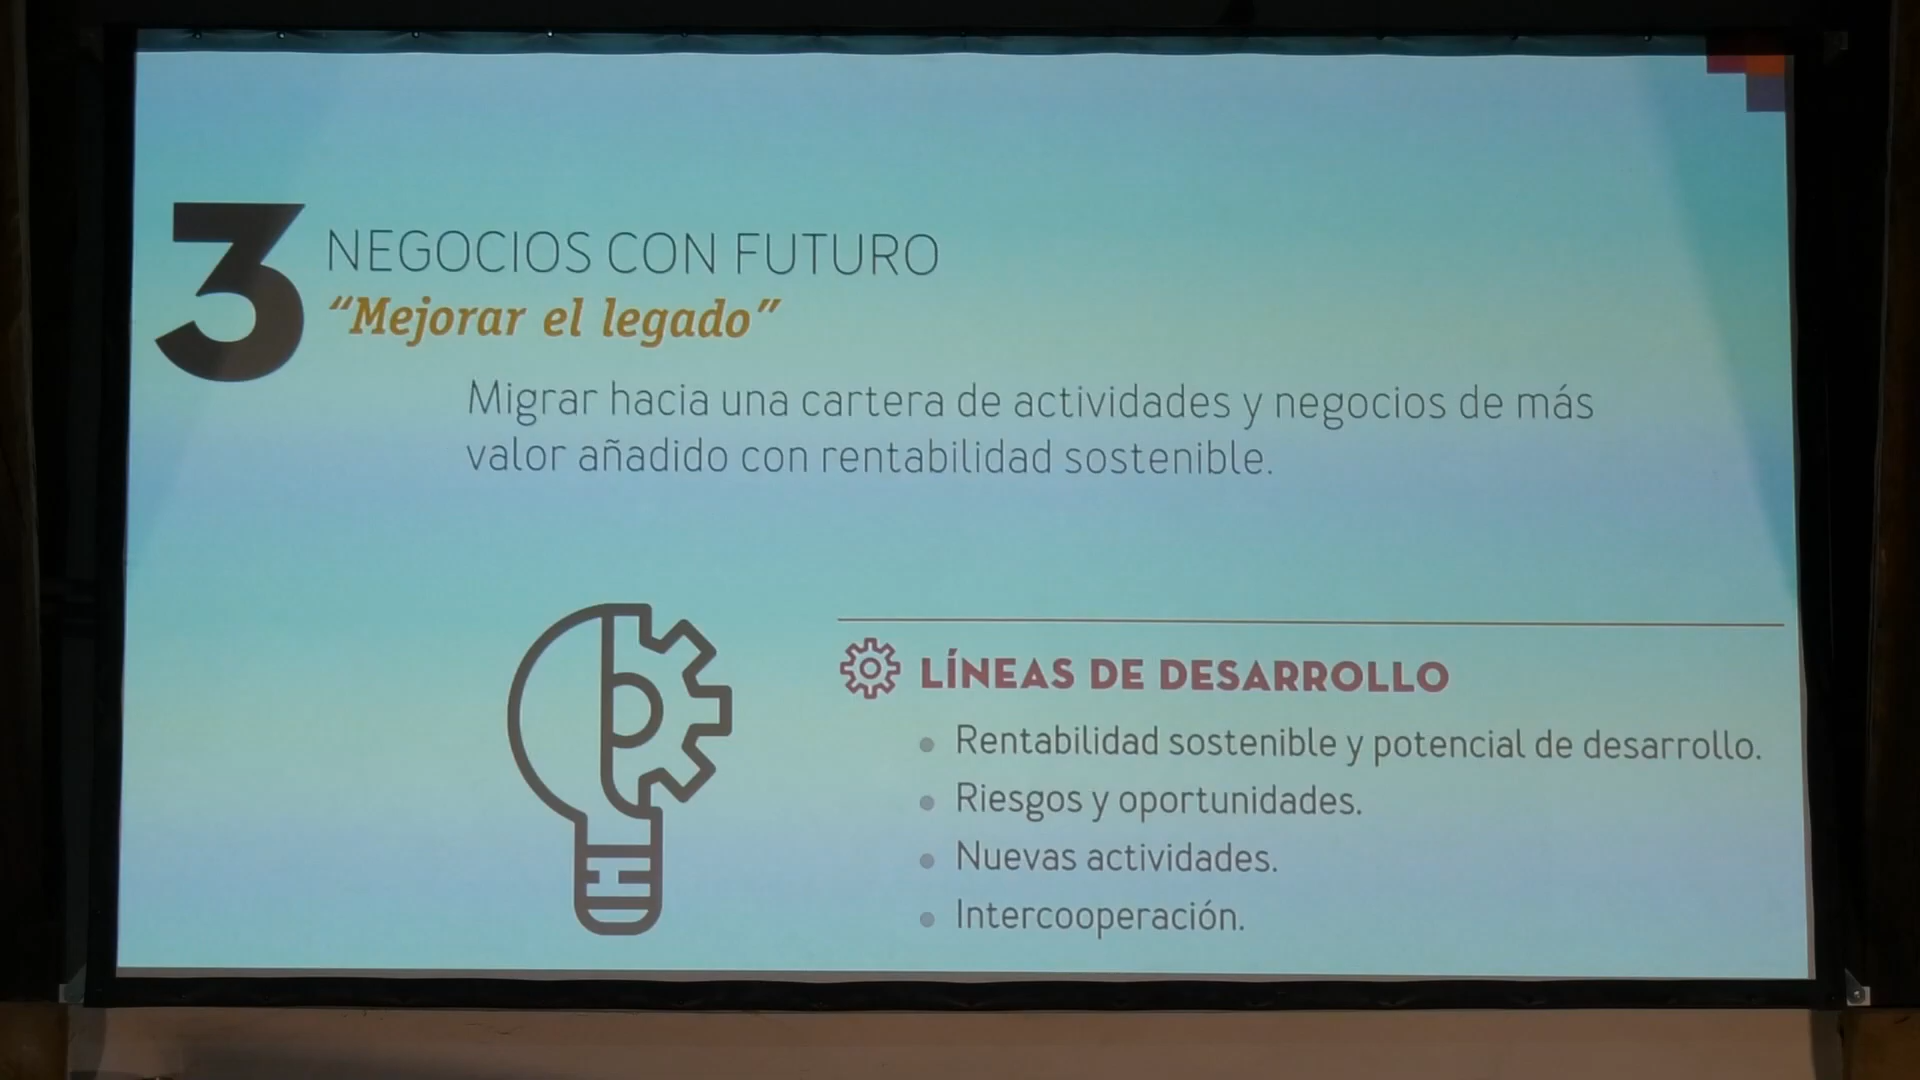 3
NEGOCIOS CON FUTURO
“Mejorar el legado”
Migrar hacia una cartera de actividades y negocios de más
valor añadido con rentabilidad sostenible.
LÍNEAS DE DESARROLLO
• Rentabilidad sostenible y potencial de desarrollo.
• Riesgos y oportunidades.
• Nuevas actividades.
• Intercooperación.